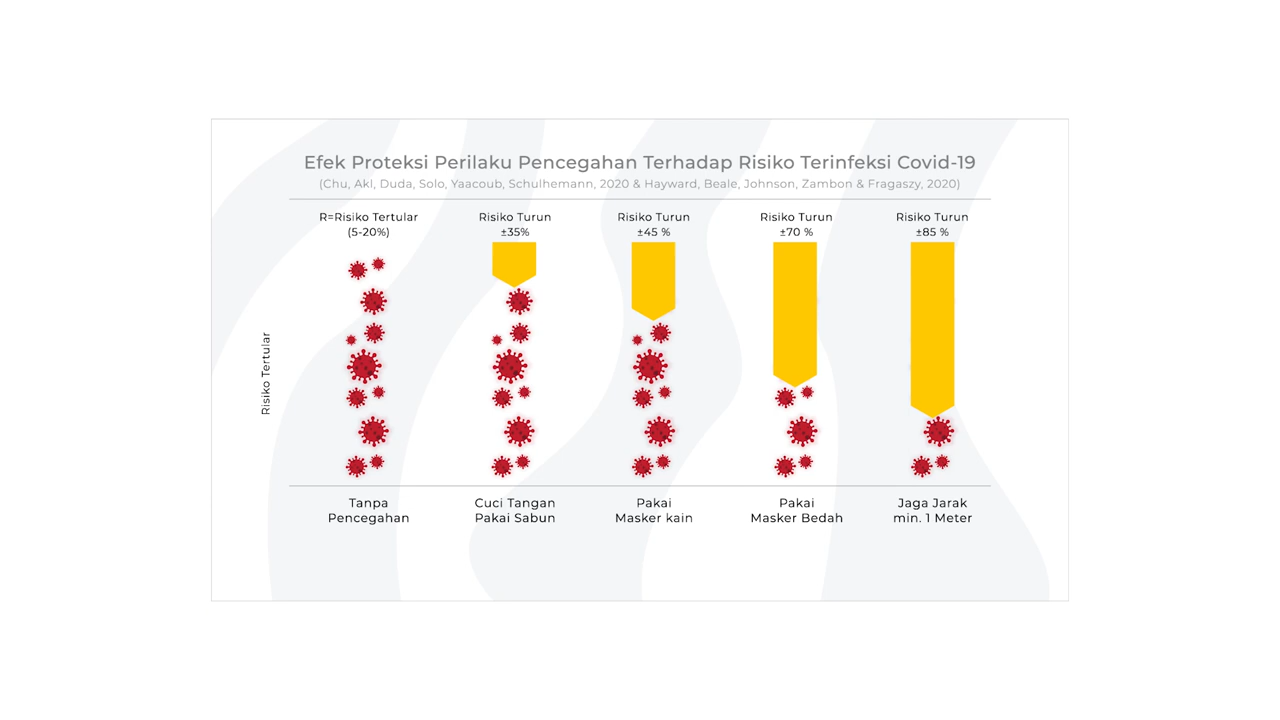 Efek Proteksi Perilaku Pencegahan Terhadap Risiko Terinfeksi Covid-19
(Chu, Akl, Duda, Solo, Yaacoub, Schulhemann, 2020 & Hayward, Beale, Johnson, Zambon & Fragaszy, 2020)
R=Risiko Tertular
(5-20%)
Risiko Turun
±35%
Risiko Turun
±45 %
Risiko Turun
±70 %
Risiko Turun
±85 %
Risiko Tertular
Tanpa
Pencegahan
Cuci Tangan
Pakai Sabun
Pakai
Masker kain
Pakai
Masker Bedah
Jaga Jarak
min. 1 Meter